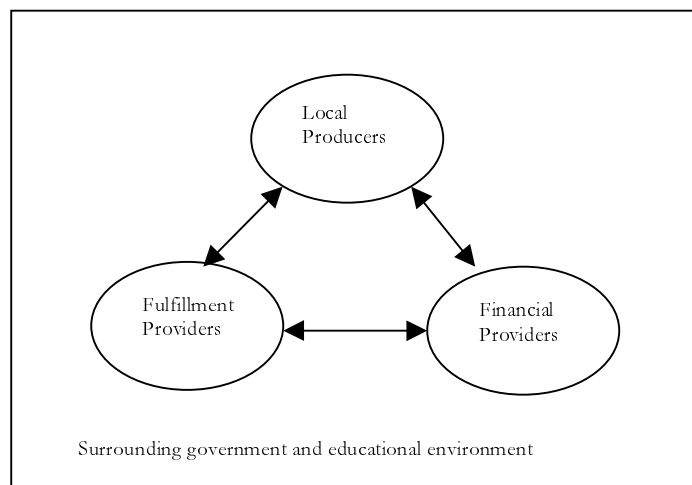 Local
Producers
Fulfillment
Providers
Financial
Providers
Surrounding government and educational environment